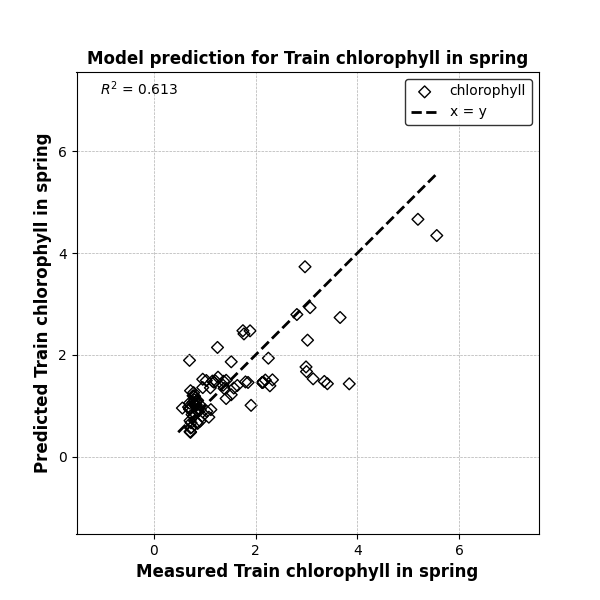 Model prediction for Train chlorophyll in spring
R² = 0.613
chlorophyll
x = y
6
4
2
0
0 2 4 6
Predicted Train chlorophyll in spring
Measured Train chlorophyll in spring